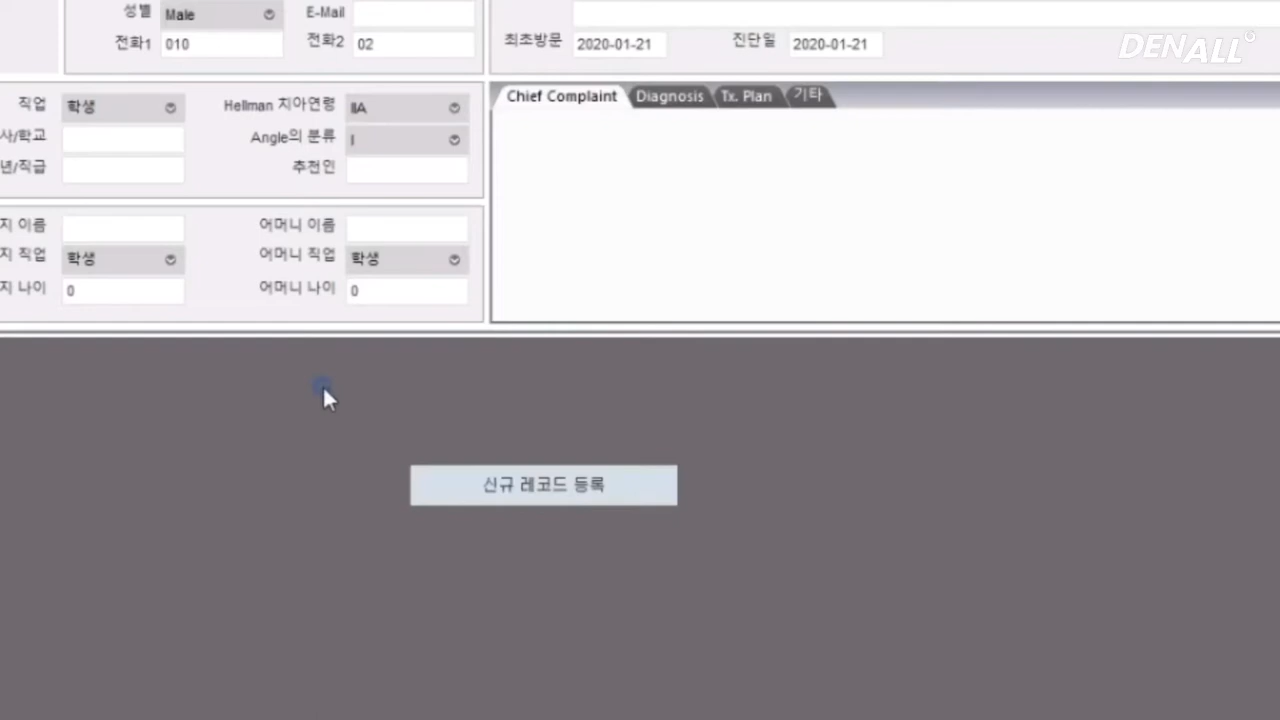 성별 Male E-Mail
전화1 010 전화2 02
최초방문 2020-01-21 진단일 2020-01-21
DENALL
직업 학생 Hellman 치아연령 IIA
사/학교 Angle의 분류 I
년/직급 추천인
Chief Complaint Diagnosis Tx. Plan 기타
지 이름 어머니 이름
지 직업 학생 어머니 직업 학생
지 나이 0 어머니 나이 0
신규 레코드 등록